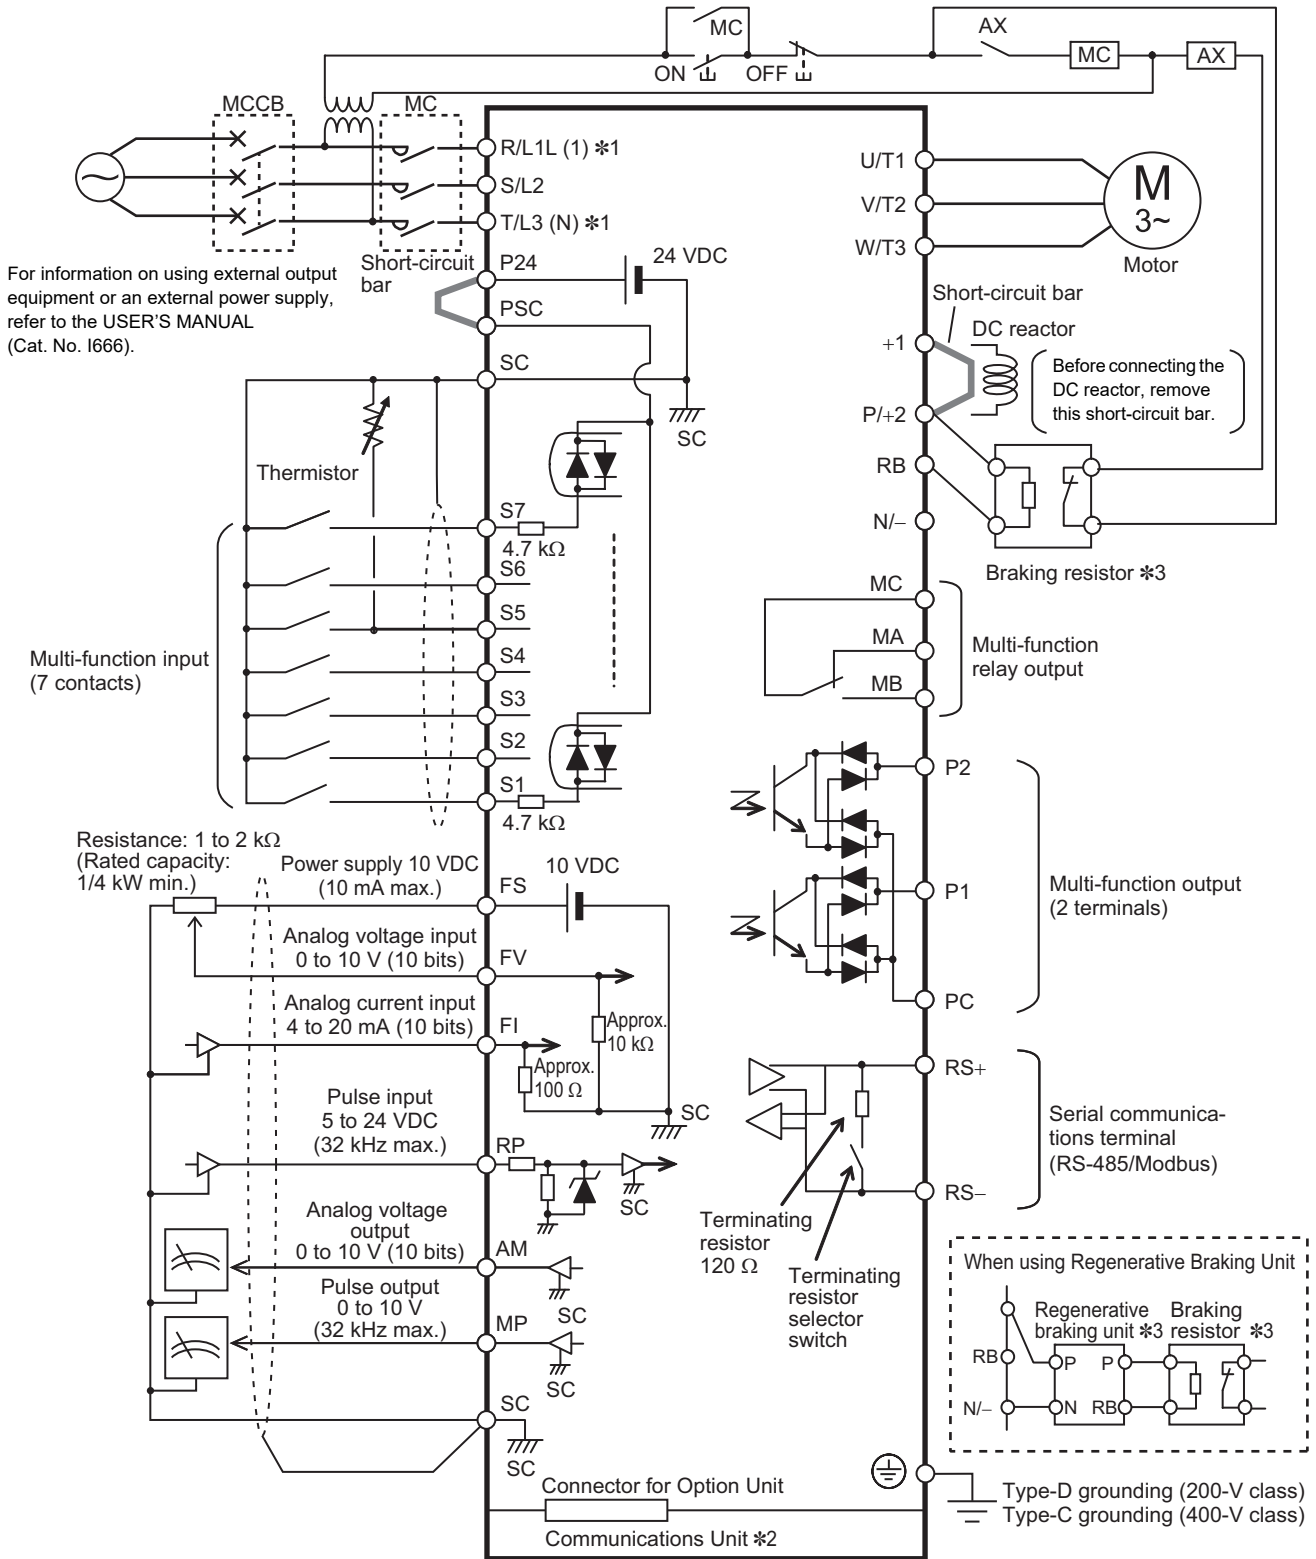 MC
ON
OFF
AX
MC
AX
MCCB
MC
R/L1L (1) ✱1
S/L2
T/L3 (N) ✱1
U/T1
V/T2
W/T3
M
3~
Motor
For information on using external output
equipment or an external power supply,
refer to the USER'S MANUAL
(Cat. No. I666).
Short-circuit
bar
P24
24 VDC
PSC
SC
SC
Short-circuit bar
DC reactor
+1
Before connecting the
DC reactor, remove
this short-circuit bar.
P/+2
RB
N/−
Braking resistor ✱3
Thermistor
S7
4.7 kΩ
S6
S5
S4
S3
S2
S1
4.7 kΩ
Multi-function input
(7 contacts)
MC
MA
MB
Multi-function
relay output
P2
P1
PC
Multi-function output
(2 terminals)
Resistance: 1 to 2 kΩ
(Rated capacity:
1/4 kW min.)
Power supply 10 VDC
(10 mA max.)
FS
10 VDC
Analog voltage input
0 to 10 V (10 bits)
FV
Analog current input
4 to 20 mA (10 bits)
FI
Approx.
10 kΩ
Approx.
100 Ω
SC
Pulse input
5 to 24 VDC
(32 kHz max.)
RP
SC
Analog voltage
output
0 to 10 V (10 bits)
AM
SC
Pulse output
0 to 10 V
(32 kHz max.)
MP
SC
SC
SC
RS+
RS−
Serial communica-
tions terminal
(RS-485/Modbus)
Terminating
resistor
120 Ω
Terminating
resistor
selector
switch
When using Regenerative Braking Unit
Regenerative
braking unit ✱3
Braking
resistor ✱3
RB
P
P
N/−
N
RB
Connector for Option Unit
Communications Unit ✱2
Type-D grounding (200-V class)
Type-C grounding (400-V class)